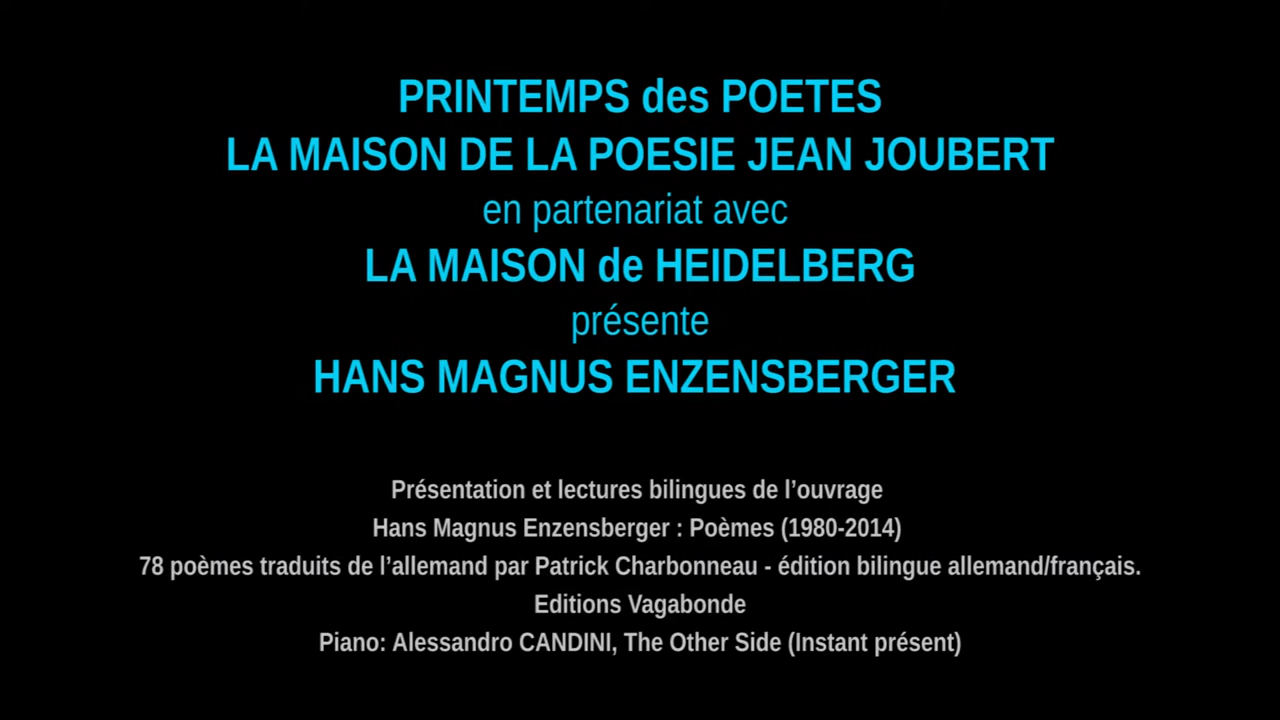 PRINTEMPS des POETES
LA MAISON DE LA POESIE JEAN JOUBERT
en partenariat avec
LA MAISON de HEIDELBERG
présente
HANS MAGNUS ENZENSBERGER
Présentation et lectures bilingues de l’ouvrage
Hans Magnus Enzensberger : Poèmes (1980-2014)
78 poèmes traduits de l’allemand par Patrick Charbonneau - édition bilingue allemand/français.
Editions Vagabonde
Piano: Alessandro CANDINI, The Other Side (Instant présent)